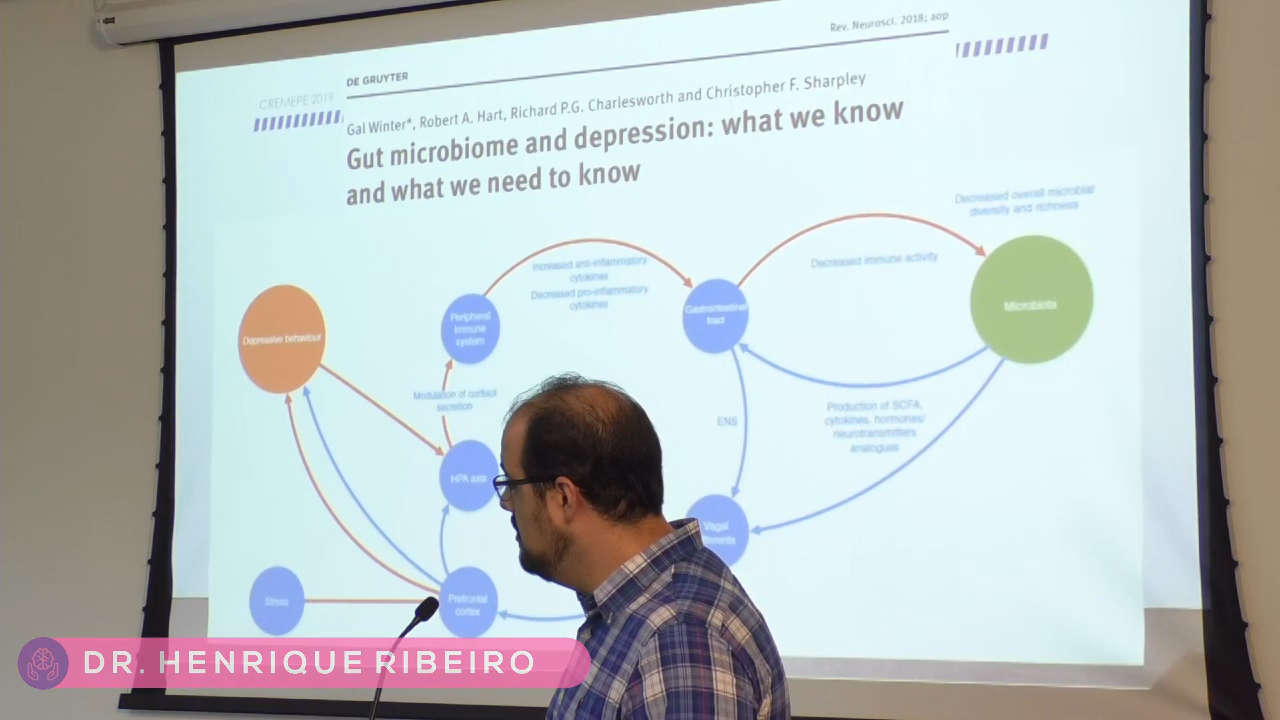 Rev. Neurosci. 2018; aop
DE GRUYTER
CREMEPE 2019
Gal Winter*, Robert A. Hart, Richard P.G. Charlesworth and Christopher F. Sharpley
Gut microbiome and depression: what we know
and what we need to know
Decreased overall microbial
diversity and richness
Increased anti-inflammatory
cytokines
Decreased pro-inflammatory
cytokines
Decreased immune activity
Depressive behaviour
Peripheral
immune
system
Gastrointestinal
tract
Microbiota
Modulation of cortisol
secretion
ENS
Production of SCFA,
cytokines, hormones/
neurotransmitters
analogues
HPA axis
Vagal
Stress
Prefrontal
cortex
DR. HENRIQUE RIBEIRO